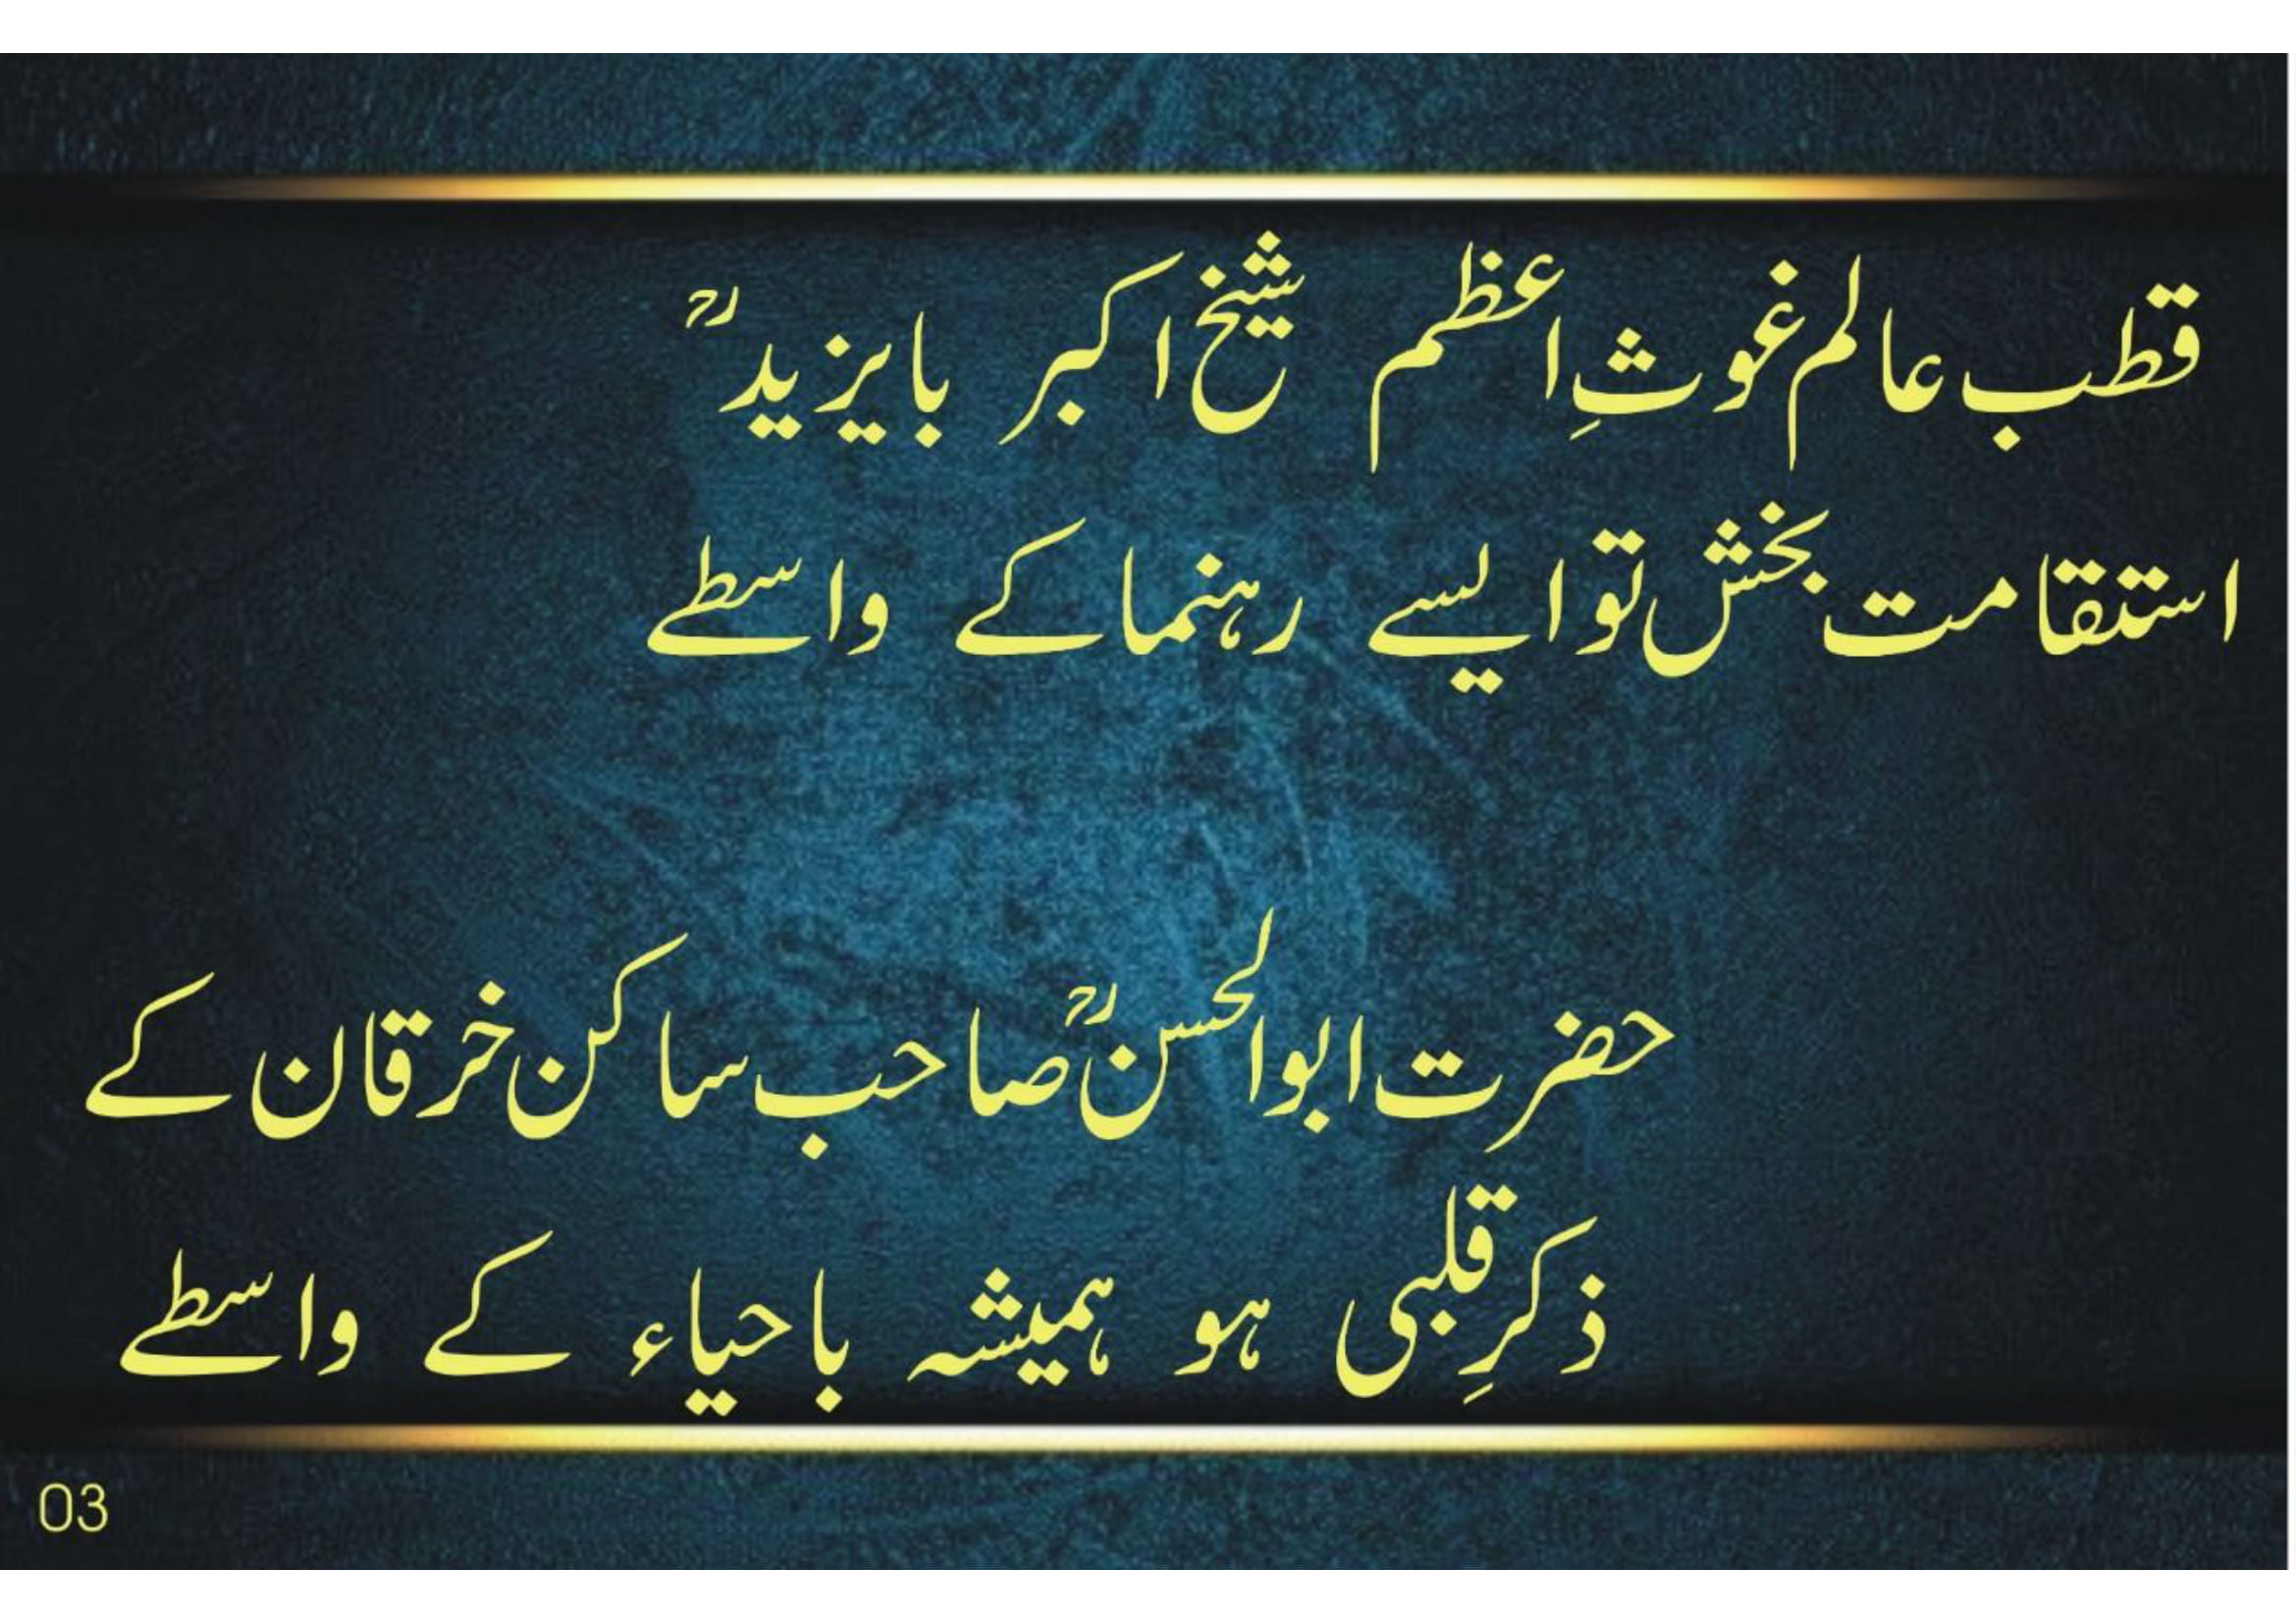 قطب عالم غوثِ اعظم شیخ اکبر بایزیدؒ
استقامت بخش تو ایسے رہنما کے واسطے
حضرت ابوالحسنؒ صاحب ساکن خرقان کے
ذکرِ قلبی ہو ہمیشہ باحیاء کے واسطے
03